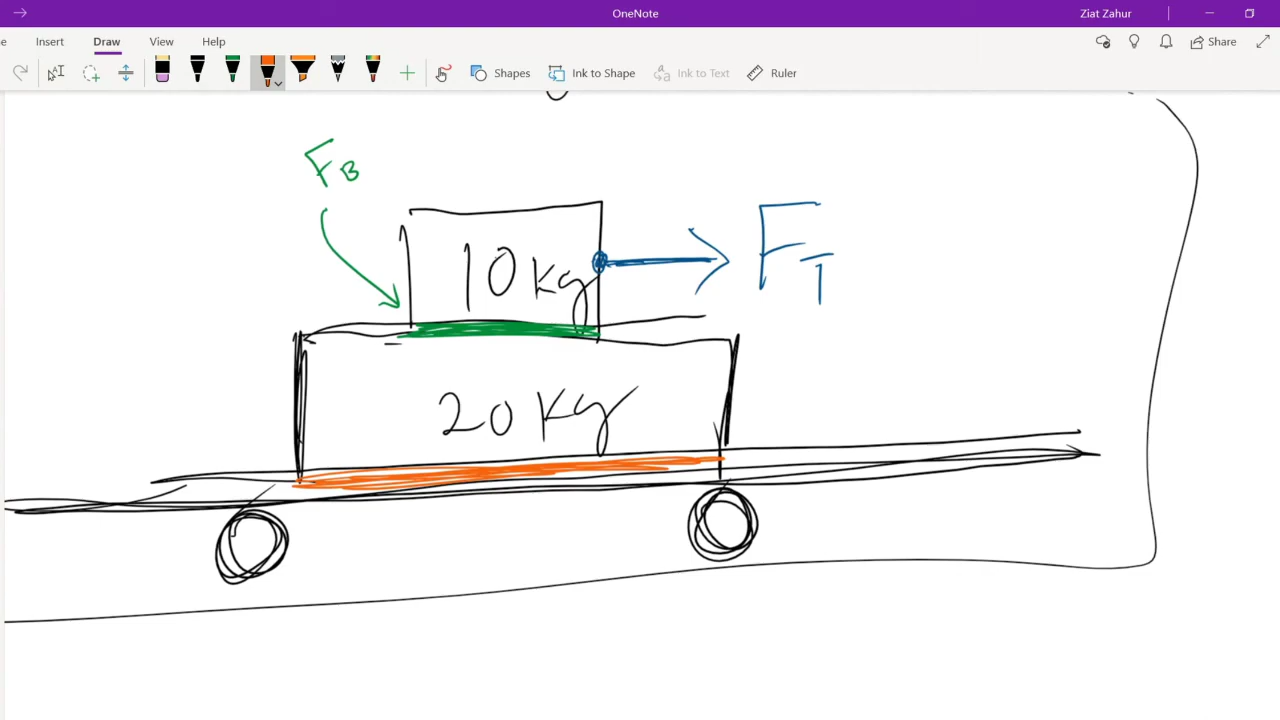 OneNote
Ziat Zahur
Insert Draw View Help
Share
Shapes Ink to Shape Ink to Text Ruler
FB
10 kg
FT
20 kg